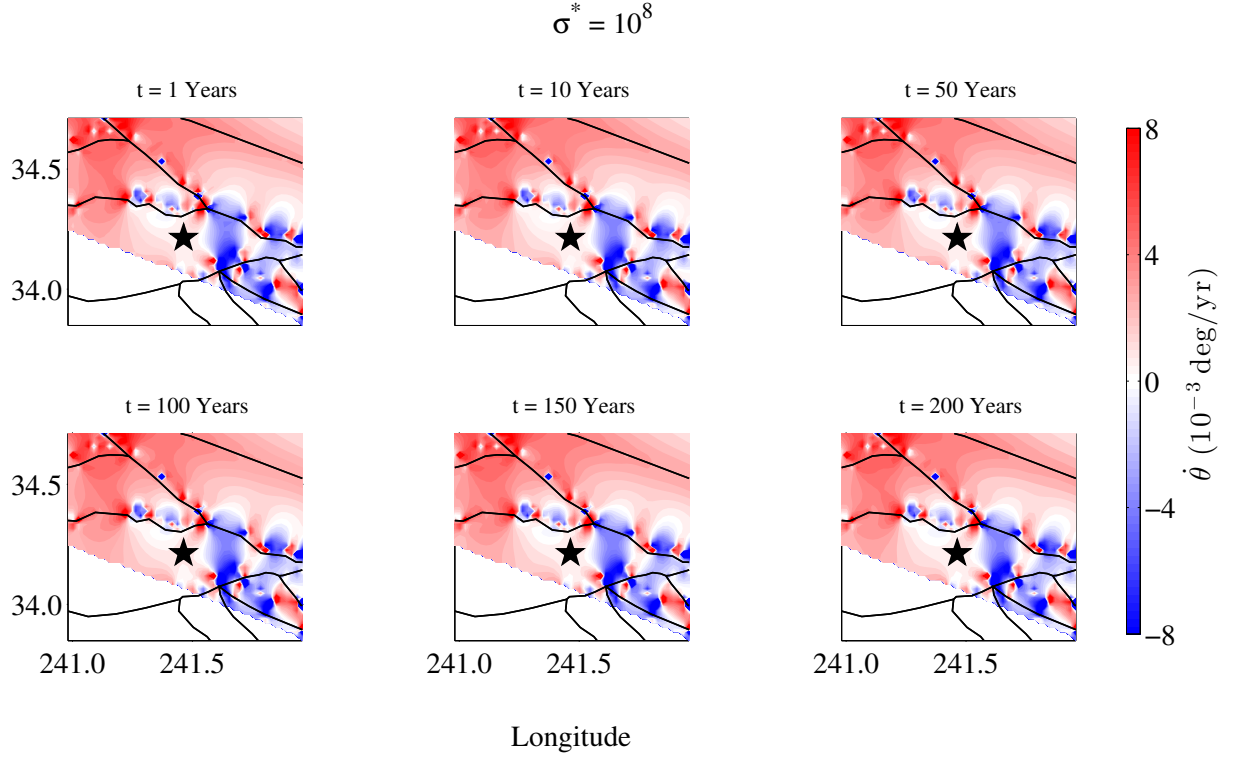 σ* = 10⁸
t = 1 Years
t = 10 Years
t = 50 Years
34.5
34.0
t = 100 Years
t = 150 Years
t = 200 Years
34.5
34.0
241.0 241.5
241.0 241.5
241.0 241.5
Longitude
8
4
0
−4
−8
θ̇ (10⁻³ deg/yr)